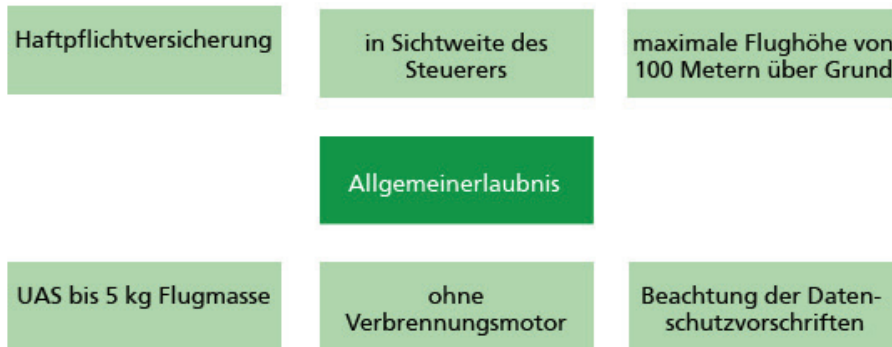 Haftpflichtversicherung
in Sichtweite des
Steuerers
maximale Flughöhe von
100 Metern über Grund
Allgemeinerlaubnis
UAS bis 5 kg Flugmasse
ohne
Verbrennungsmotor
Beachtung der Daten-
schutzvorschriften